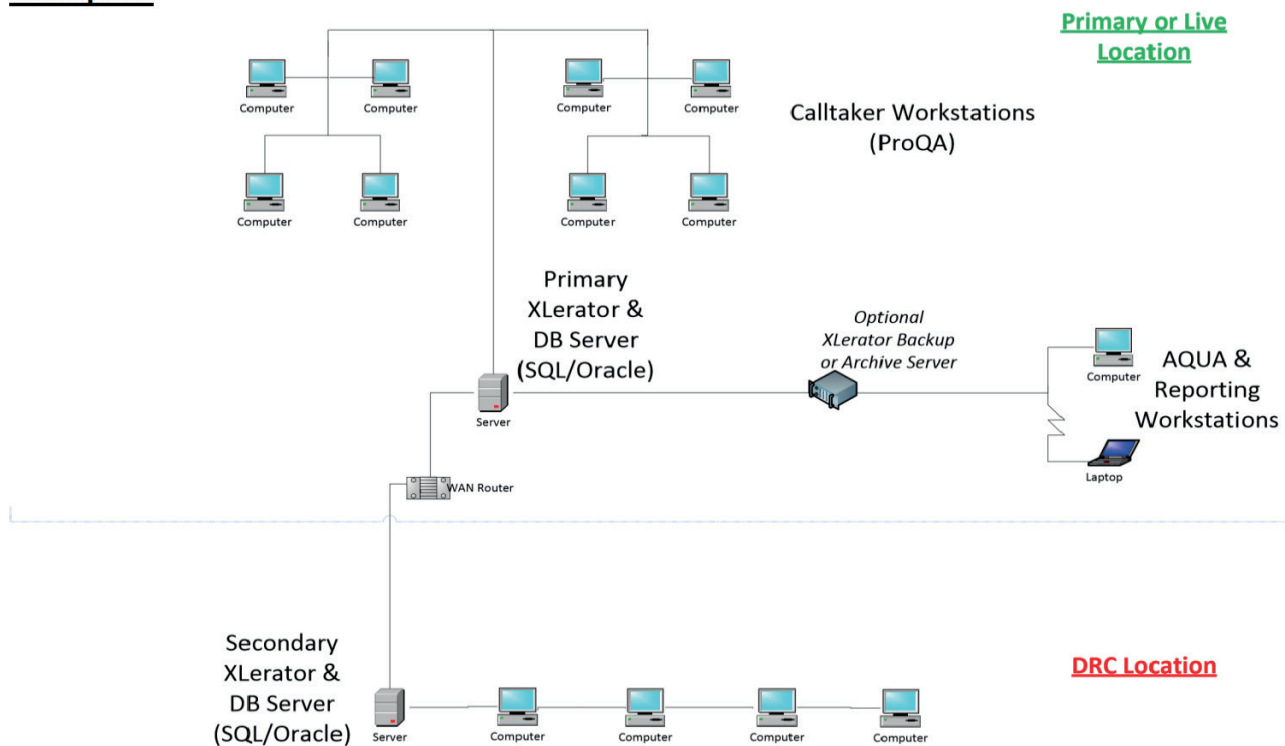 Primary or Live
Location
Computer
Computer
Computer
Computer
Calltaker Workstations
(ProQA)
Computer
Computer
Computer
Computer
Primary
XLerator &
DB Server
(SQL/Oracle)
Optional
XLerator Backup
or Archive Server
Computer
AQUA &
Reporting
Workstations
Server
Laptop
WAN Router
Secondary
XLerator &
DB Server
(SQL/Oracle)
DRC Location
Server
Computer
Computer
Computer
Computer